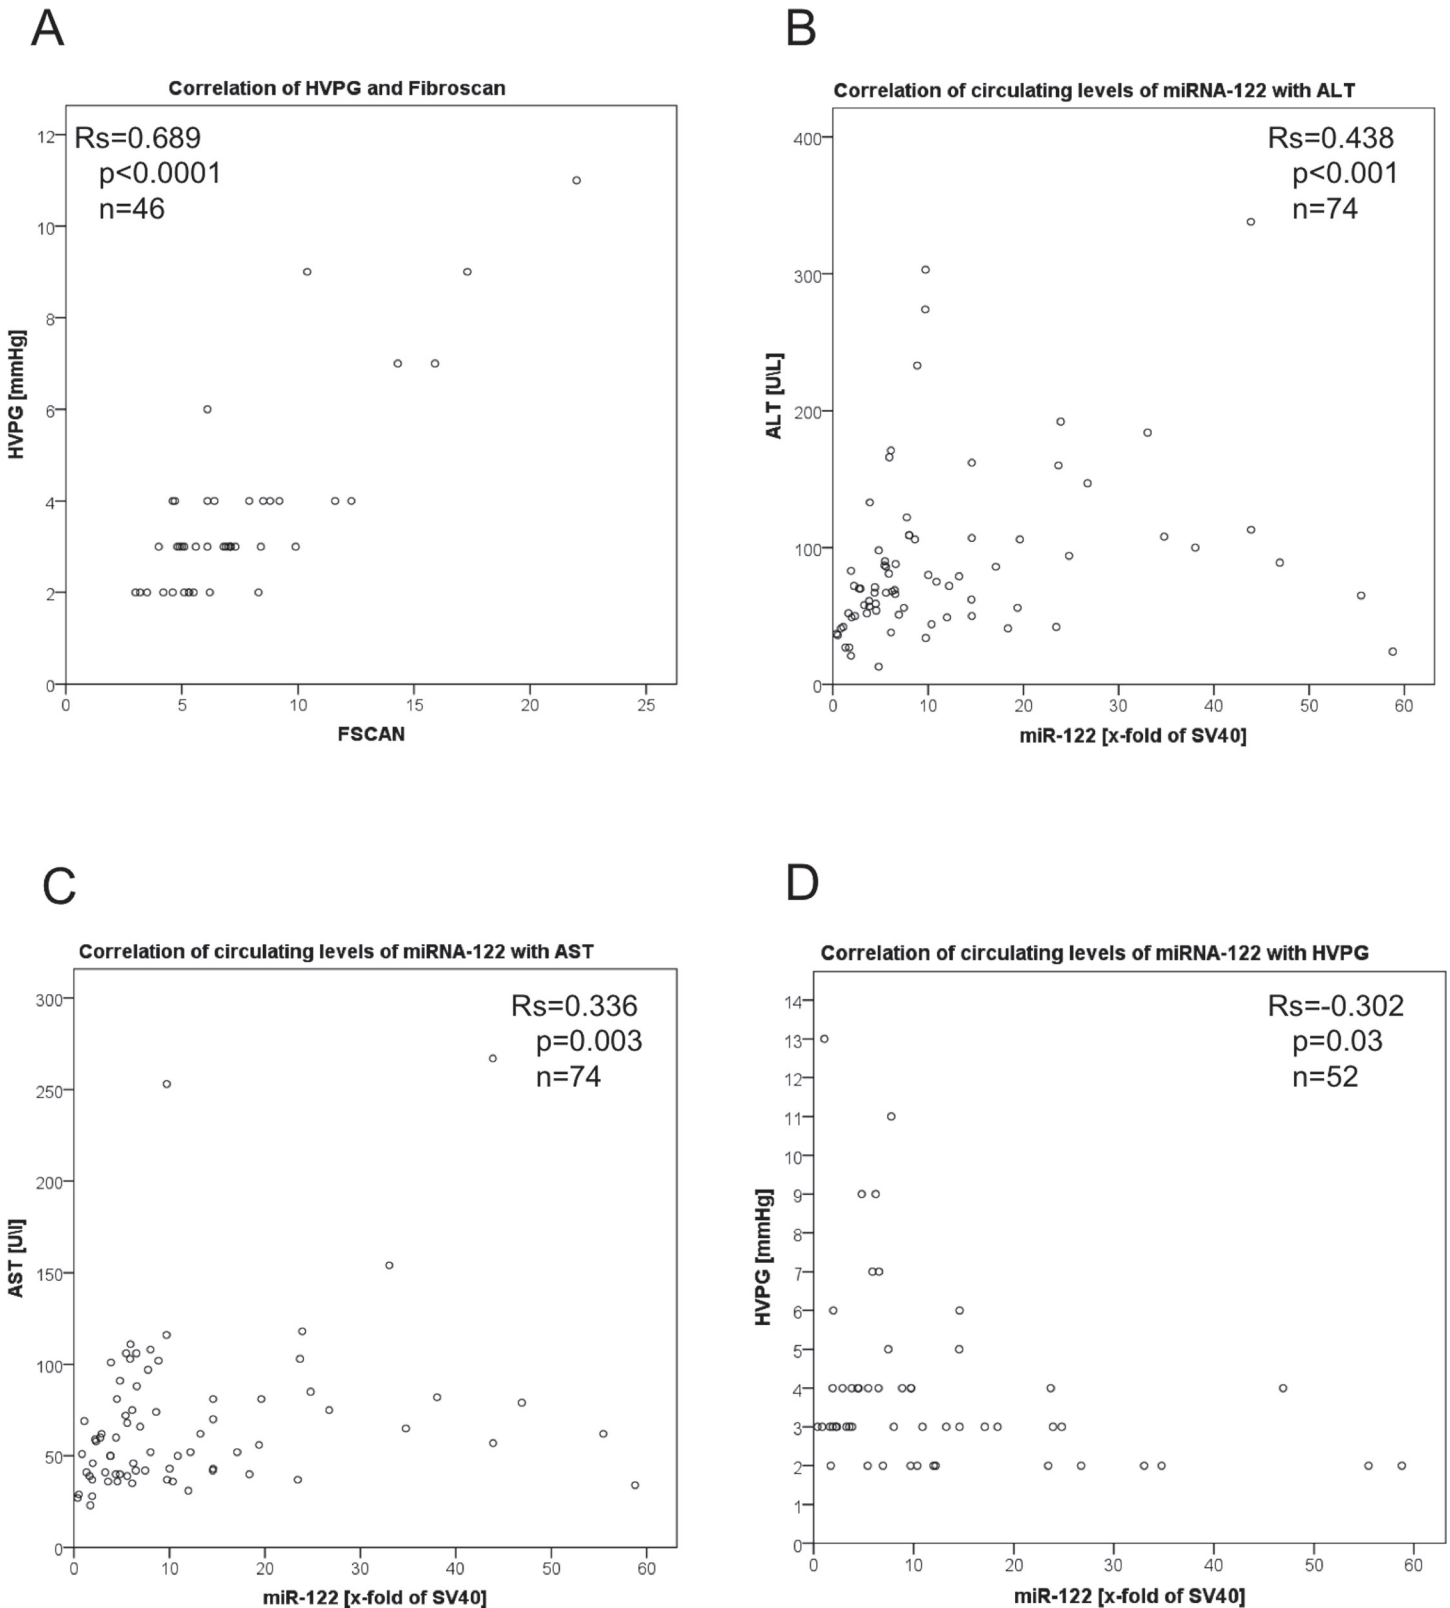 A
Correlation of HVPG and Fibroscan
Rs=0.689
p<0.0001
n=46
12
10
8
6
4
2
0
HVPG [mmHg]
0 5 10 15 20 25
FSCAN
B
Correlation of circulating levels of miRNA-122 with ALT
Rs=0.438
p<0.001
n=74
400
300
200
100
0
ALT [U\L]
0 10 20 30 40 50 60
miR-122 [x-fold of SV40]
C
Correlation of circulating levels of miRNA-122 with AST
Rs=0.336
p=0.003
n=74
300
250
200
150
100
50
0
AST [U\l]
0 10 20 30 40 50 60
miR-122 [x-fold of SV40]
D
Correlation of circulating levels of miRNA-122 with HVPG
Rs=-0.302
p=0.03
n=52
14
13
12
11
10
9
8
7
6
5
4
3
2
1
0
HVPG [mmHg]
0 10 20 30 40 50 60
miR-122 [x-fold of SV40]